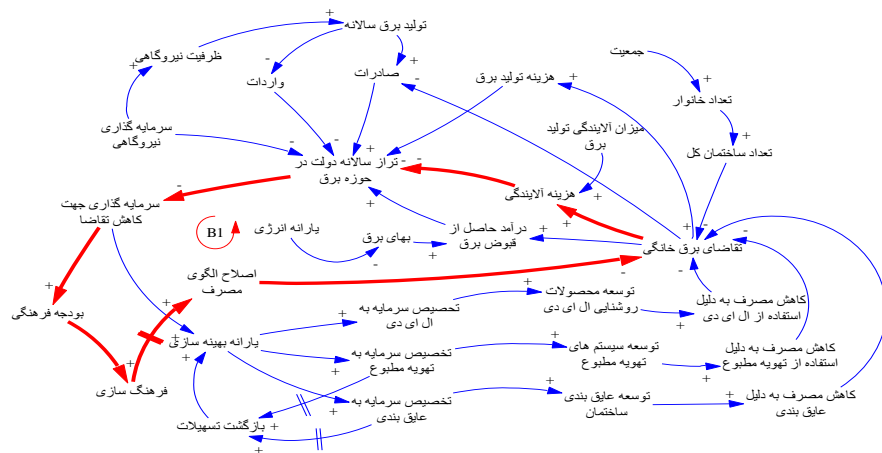 تولید برق سالانه
ظرفیت نیروگاهی
واردات
صادرات
هزینه تولید برق
جمعیت
تعداد خانوار
سرمایه گذاری
نیروگاهی
میزان آلایندگی تولید
برق
تعداد ساختمان کل
تراز سالانه دولت در
حوزه برق
هزینه آلایندگی
سرمایه گذاری جهت
کاهش تقاضا
B1
یارانه انرژی
بهای برق
درآمد حاصل از
قبوض برق
تقاضای برق خانگی
اصلاح الگوی
مصرف
بودجه فرهنگی
فرهنگ سازی
یارانه بهینه سازی
تحصیص سرمایه به
ال ای دی
توسعه محصولات
روشنایی ال ای دی
کاهش مصرف به دلیل
استفاده از ال ای دی
تخصیص سرمایه به
تهویه مطبوع
توسعه سیستم های
تهویه مطبوع
کاهش مصرف به دلیل
استفاده از تهویه مطبوع
تخصیص سرمایه به
عایق بندی
توسعه عایق بندی
ساختمان
کاهش مصرف به دلیل
عایق بندی
بازگشت تسهیلات